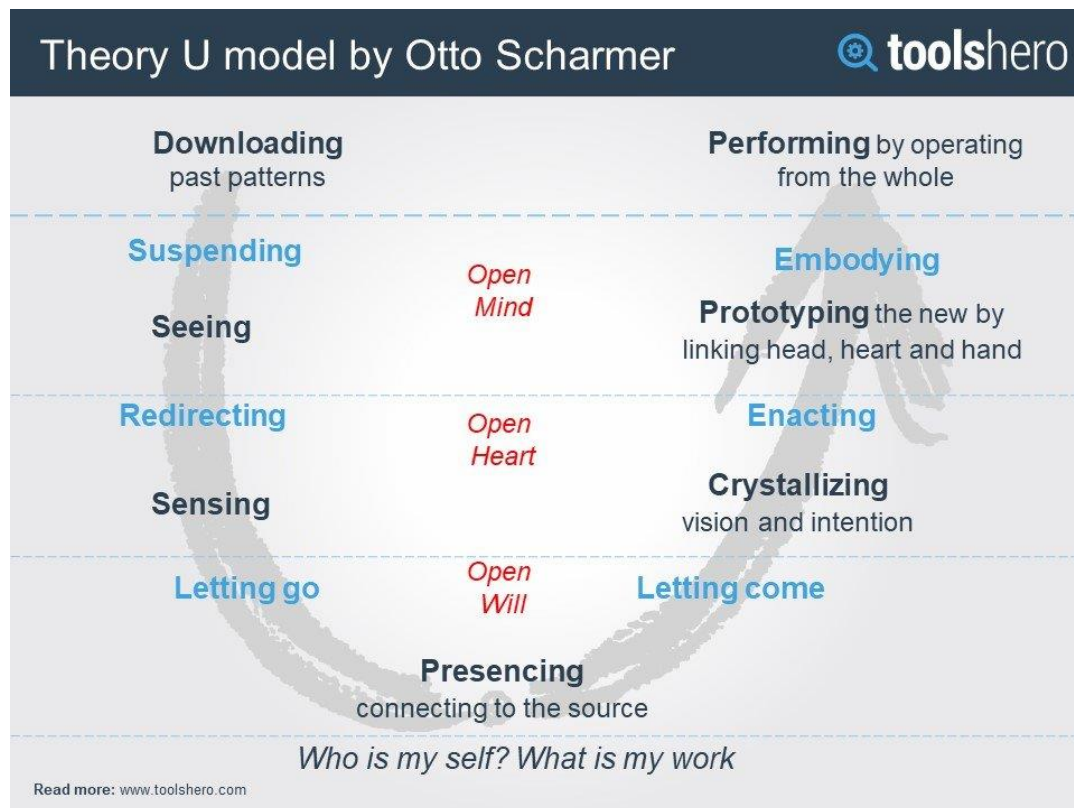 Theory U model by Otto Scharmer
toolshero
Downloading
past patterns
Performing by operating
from the whole
Suspending
Open
Mind
Embodying
Seeing
Prototyping the new by
linking head, heart and hand
Redirecting
Open
Heart
Enacting
Sensing
Crystallizing
vision and intention
Letting go
Open
Will
Letting come
Presencing
connecting to the source
Who is my self? What is my work
Read more: www.toolshero.com